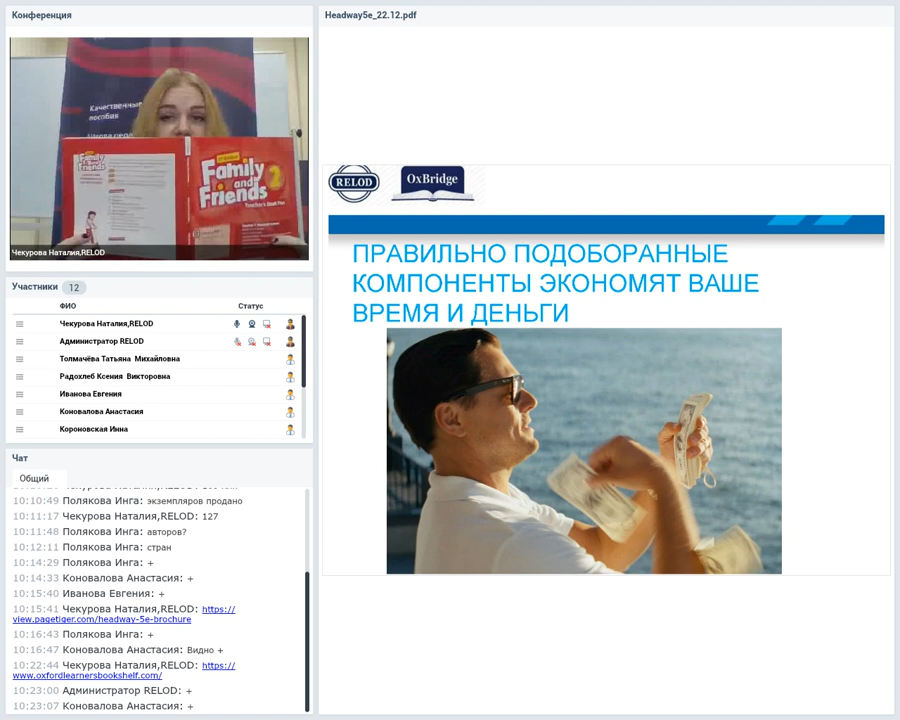 Конференция
Headway5e_22.12.pdf
Качественные
пособия
Family
and
Friends
Family
and
Friends 2
Teacher's Book Plus
Чекурова Наталия,RELOD
RELOD
OxBridge
ПРАВИЛЬНО ПОДОБОРАННЫЕ
КОМПОНЕНТЫ ЭКОНОМЯТ ВАШЕ
ВРЕМЯ И ДЕНЬГИ
Участники 12
ФИО Статус
Чекурова Наталия,RELOD
Администратор RELOD
Толмачёва Татьяна Михайловна
Радохлеб Ксения Викторовна
Иванова Евгения
Коновалова Анастасия
Короновская Инна
Чат
Общий
10:10:49 Полякова Инга: экземпляров продано
10:11:17 Чекурова Наталия,RELOD: 127
10:11:48 Полякова Инга: авторов?
10:12:11 Полякова Инга: стран
10:14:29 Полякова Инга: +
10:14:33 Коновалова Анастасия: +
10:15:40 Иванова Евгения: +
10:15:41 Чекурова Наталия,RELOD: https://
view.pagetiger.com/headway-5e-brochure
10:16:43 Полякова Инга: +
10:16:47 Коновалова Анастасия: Видно +
10:22:44 Чекурова Наталия,RELOD: https://
www.oxfordlearnersbookshelf.com/
10:23:00 Администратор RELOD: +
10:23:07 Коновалова Анастасия: +